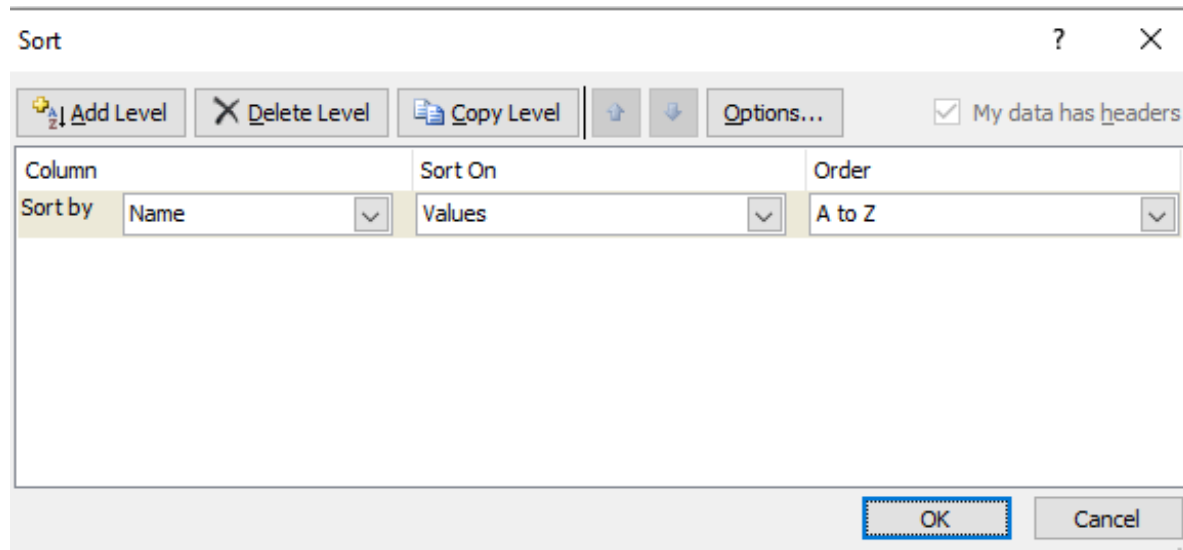 Sort ?
Add Level Delete Level Copy Level Options... My data has headers
Column Sort On Order
Sort by Name Values A to Z
OK Cancel